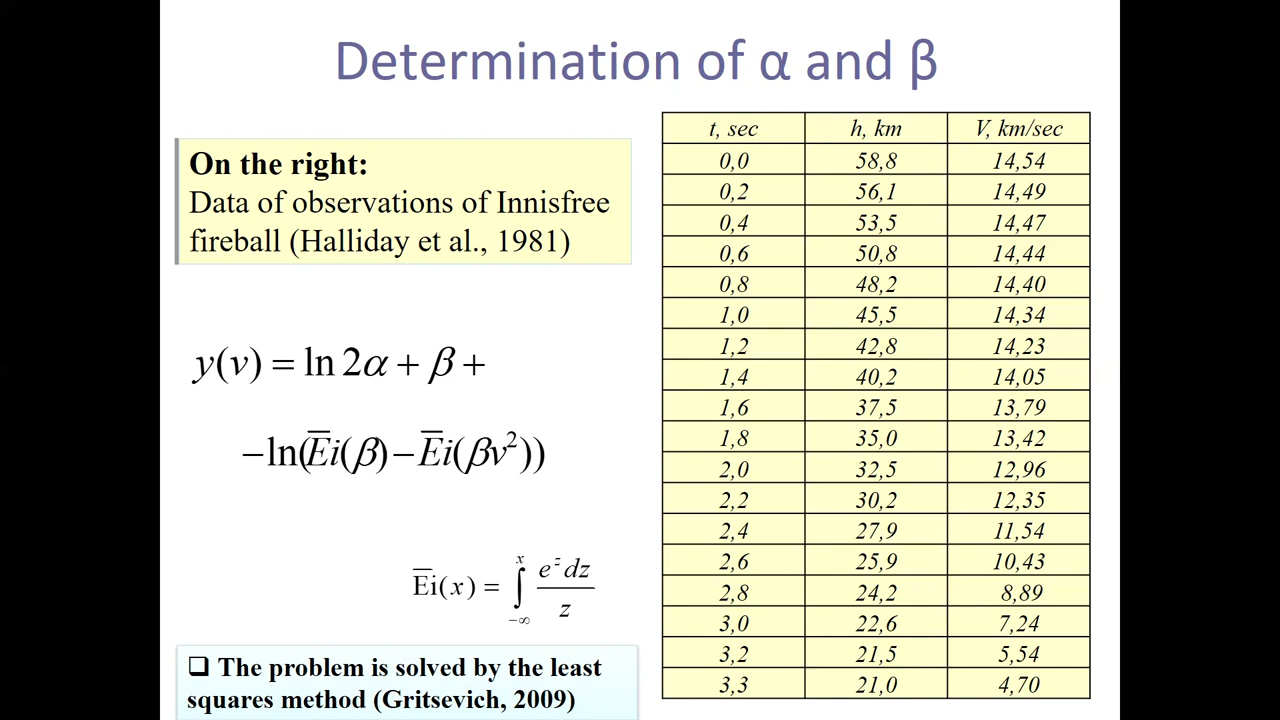 Determination of α and β
On the right:
Data of observations of Innisfree
fireball (Halliday et al., 1981)
y(v) = ln 2α + β +
−ln(Ēi(β) − Ēi(βv²))
Ēi(x) = ∫_{−∞}^{x} e^z dz / z
❑ The problem is solved by the least
squares method (Gritsevich, 2009)
t, sec h, km V, km/sec
0,0 58,8 14,54
0,2 56,1 14,49
0,4 53,5 14,47
0,6 50,8 14,44
0,8 48,2 14,40
1,0 45,5 14,34
1,2 42,8 14,23
1,4 40,2 14,05
1,6 37,5 13,79
1,8 35,0 13,42
2,0 32,5 12,96
2,2 30,2 12,35
2,4 27,9 11,54
2,6 25,9 10,43
2,8 24,2 8,89
3,0 22,6 7,24
3,2 21,5 5,54
3,3 21,0 4,70